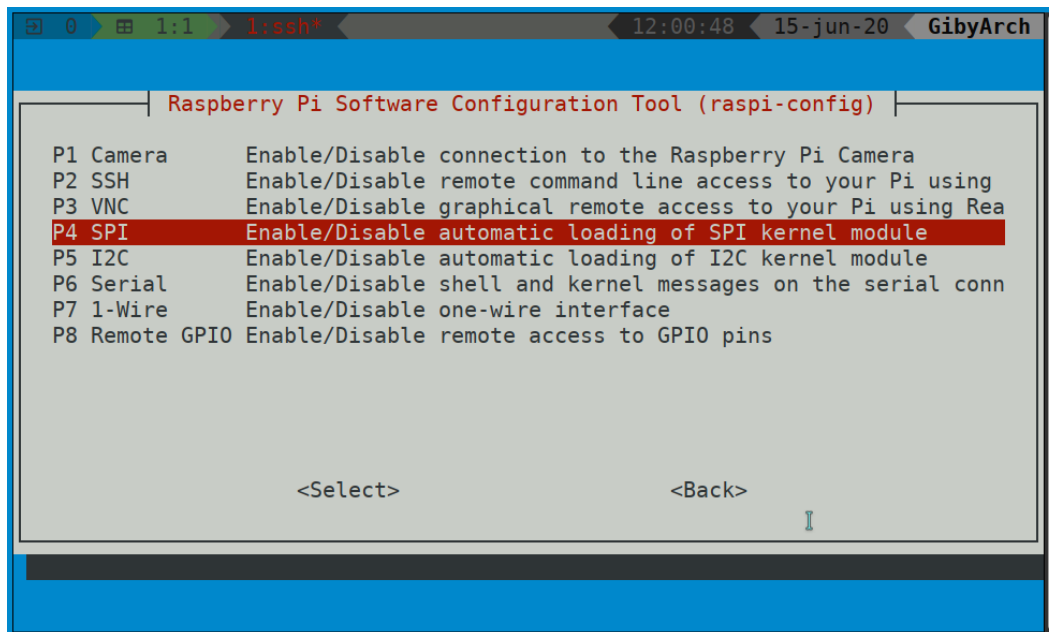 0 1:1 1:ssh* 12:00:48 15-jun-20 GibyArch
Raspberry Pi Software Configuration Tool (raspi-config)
P1 Camera Enable/Disable connection to the Raspberry Pi Camera
P2 SSH Enable/Disable remote command line access to your Pi using
P3 VNC Enable/Disable graphical remote access to your Pi using Rea
P4 SPI Enable/Disable automatic loading of SPI kernel module
P5 I2C Enable/Disable automatic loading of I2C kernel module
P6 Serial Enable/Disable shell and kernel messages on the serial conn
P7 1-Wire Enable/Disable one-wire interface
P8 Remote GPIO Enable/Disable remote access to GPIO pins
<Select> <Back>